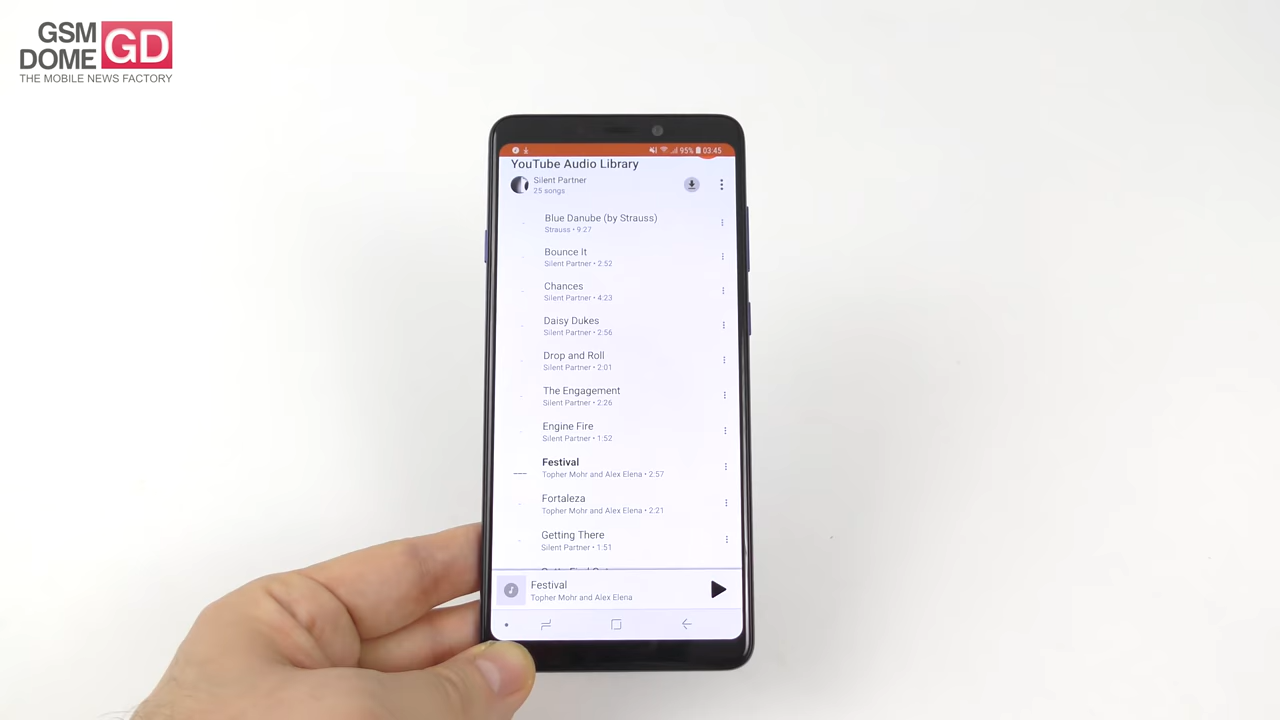 GSM
DOME
GD
THE MOBILE NEWS FACTORY
95% 03:45
YouTube Audio Library
Silent Partner
25 songs
Blue Danube (by Strauss)
Strauss • 9:27
Bounce It
Silent Partner • 2:52
Chances
Silent Partner • 4:23
Daisy Dukes
Silent Partner • 2:56
Drop and Roll
Silent Partner • 2:01
The Engagement
Silent Partner • 2:26
Engine Fire
Silent Partner • 1:52
Festival
Topher Mohr and Alex Elena • 2:57
Fortaleza
Topher Mohr and Alex Elena • 2:21
Getting There
Silent Partner • 1:51
Festival
Topher Mohr and Alex Elena